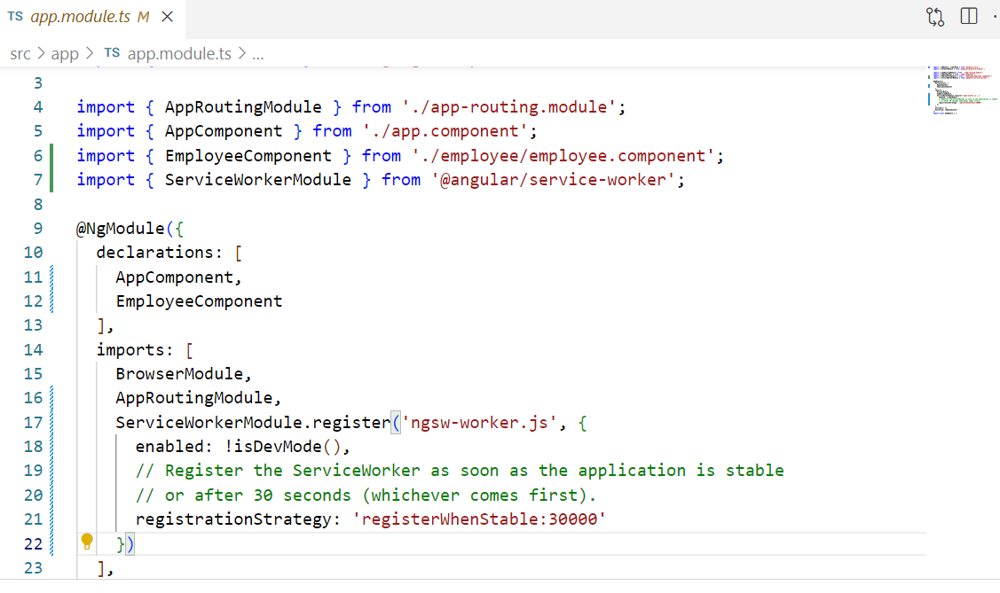 TS app.module.ts M ×
src > app > TS app.module.ts > ...
3
4 import { AppRoutingModule } from './app-routing.module';
5 import { AppComponent } from './app.component';
6 import { EmployeeComponent } from './employee/employee.component';
7 import { ServiceWorkerModule } from '@angular/service-worker';
8
9 @NgModule({
10   declarations: [
11     AppComponent,
12     EmployeeComponent
13   ],
14   imports: [
15     BrowserModule,
16     AppRoutingModule,
17     ServiceWorkerModule.register('ngsw-worker.js', {
18       enabled: !isDevMode(),
19       // Register the ServiceWorker as soon as the application is stable
20       // or after 30 seconds (whichever comes first).
21       registrationStrategy: 'registerWhenStable:30000'
22     })
23   ],